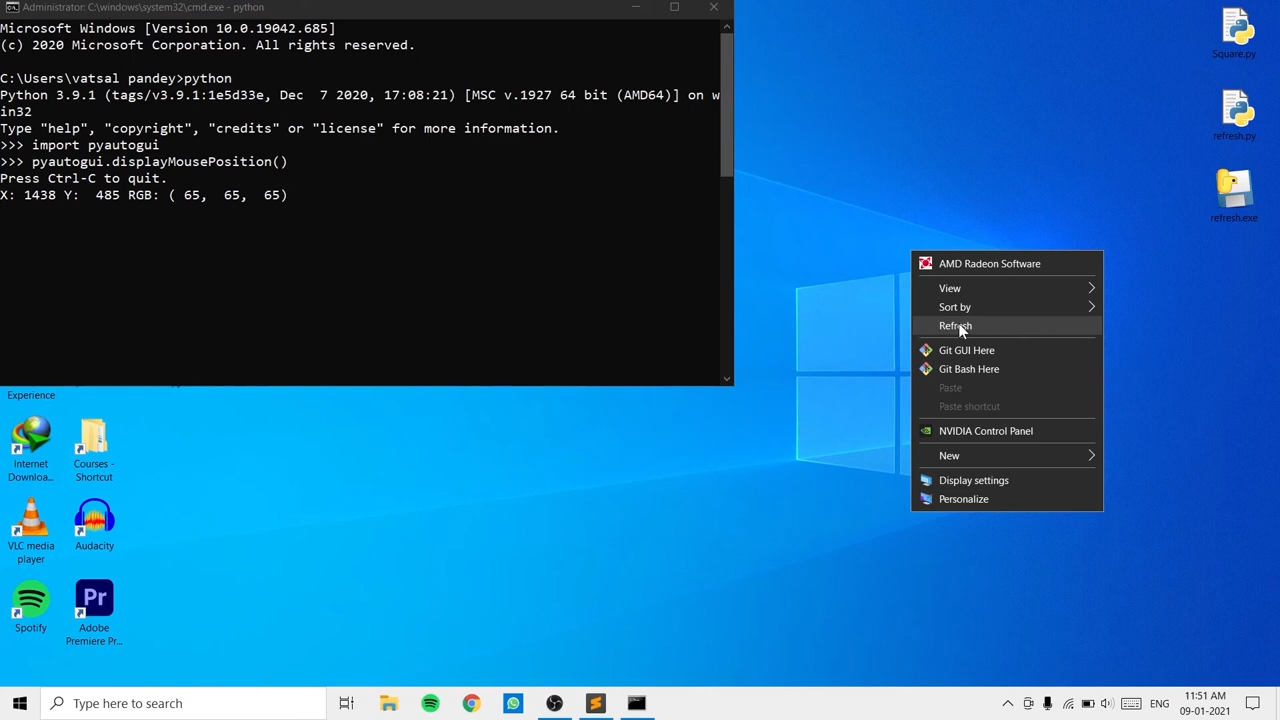 Administrator: C:\windows\system32\cmd.exe - python
Microsoft Windows [Version 10.0.19042.685]
(c) 2020 Microsoft Corporation. All rights reserved.
C:\Users\vatsal pandey>python
Python 3.9.1 (tags/v3.9.1:1e5d33e, Dec  7 2020, 17:08:21) [MSC v.1927 64 bit (AMD64)] on w
in32
Type "help", "copyright", "credits" or "license" for more information.
>>> import pyautogui
>>> pyautogui.displayMousePosition()
Press Ctrl-C to quit.
X: 1438 Y:  485 RGB: ( 65,  65,  65)
Square.py
refresh.py
refresh.exe
AMD Radeon Software
View
Sort by
Refresh
Git GUI Here
Git Bash Here
Paste
Paste shortcut
NVIDIA Control Panel
New
Display settings
Personalize
Experience
Internet
Downloa...
Courses -
Shortcut
VLC media
player
Audacity
Spotify
Pr
Adobe
Premiere Pr...
Type here to search
ENG
11:51 AM
09-01-2021